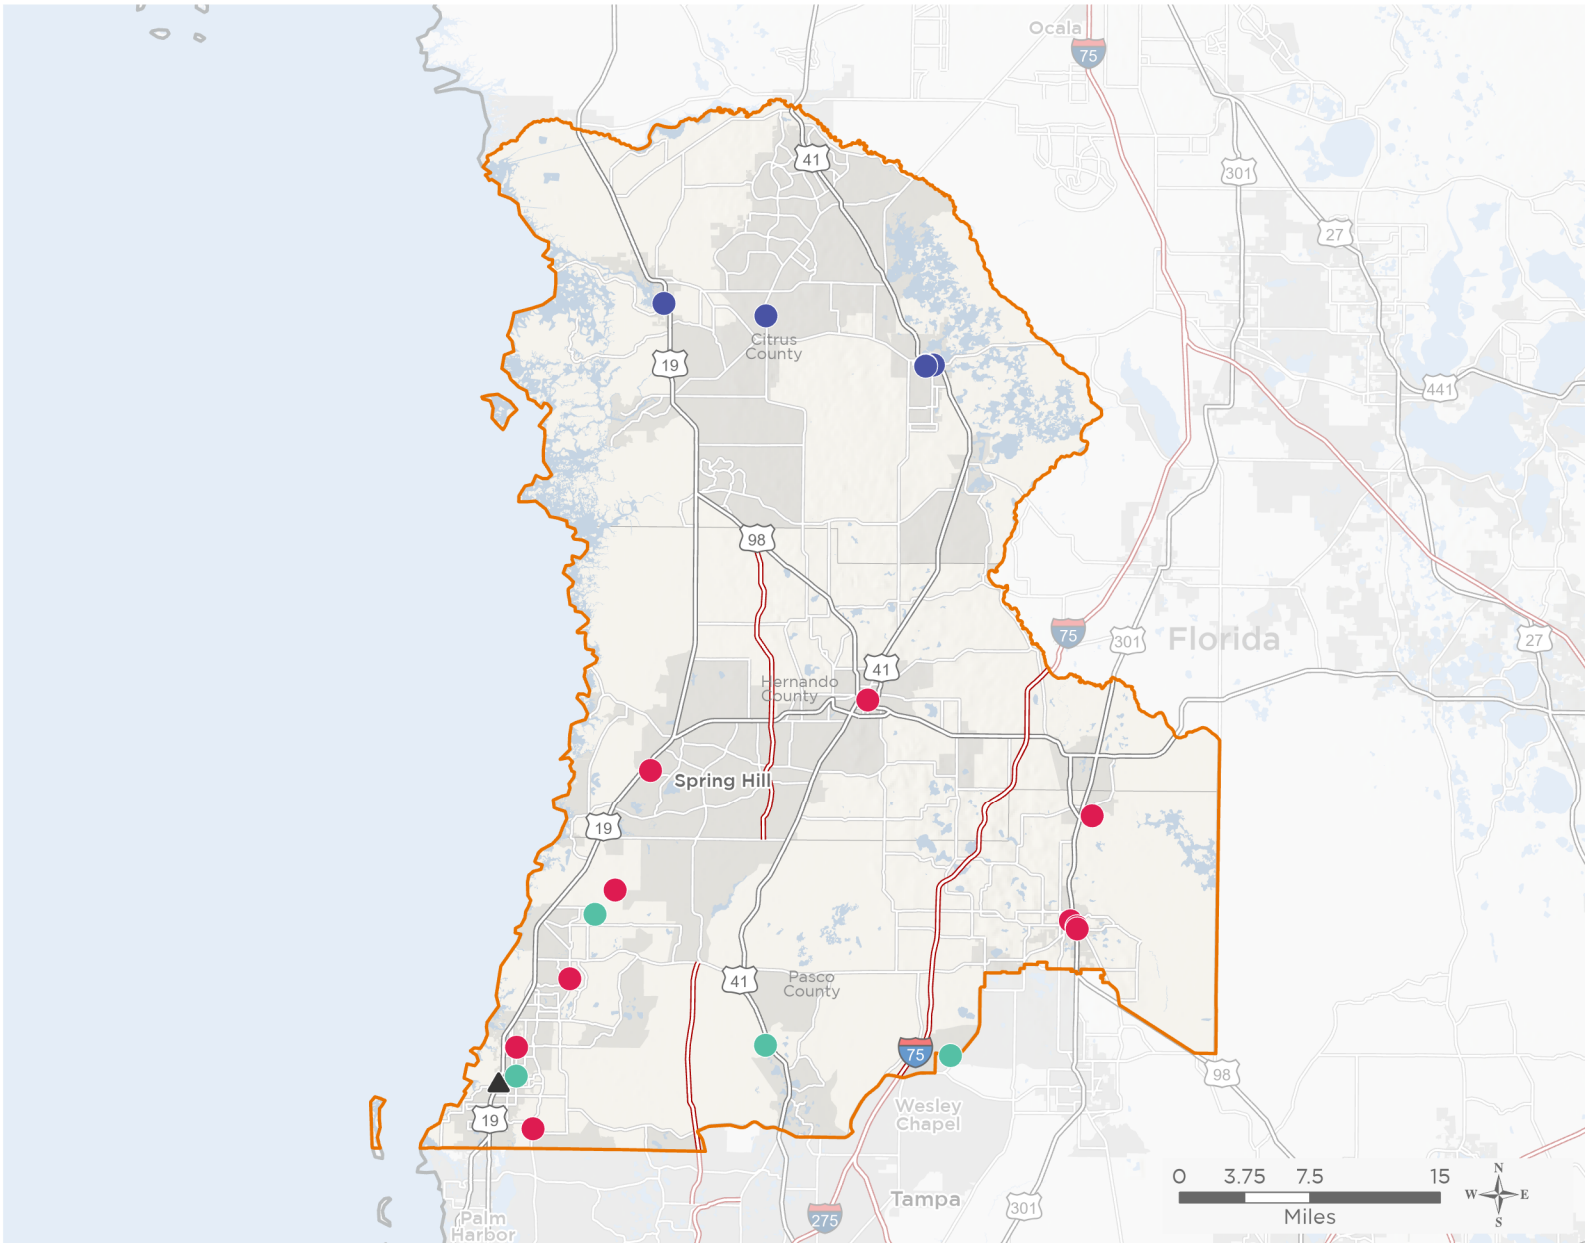 Ocala
75
41
301
27
Citrus
County
19
441
98
75
301
Florida
27
41
Hernando
County
Spring Hill
19
41
Pasco
County
75
98
19
Wesley
Chapel
0 3.75 7.5 15
Miles
N
W E
S
Tampa
301
275
Palm
Harbor